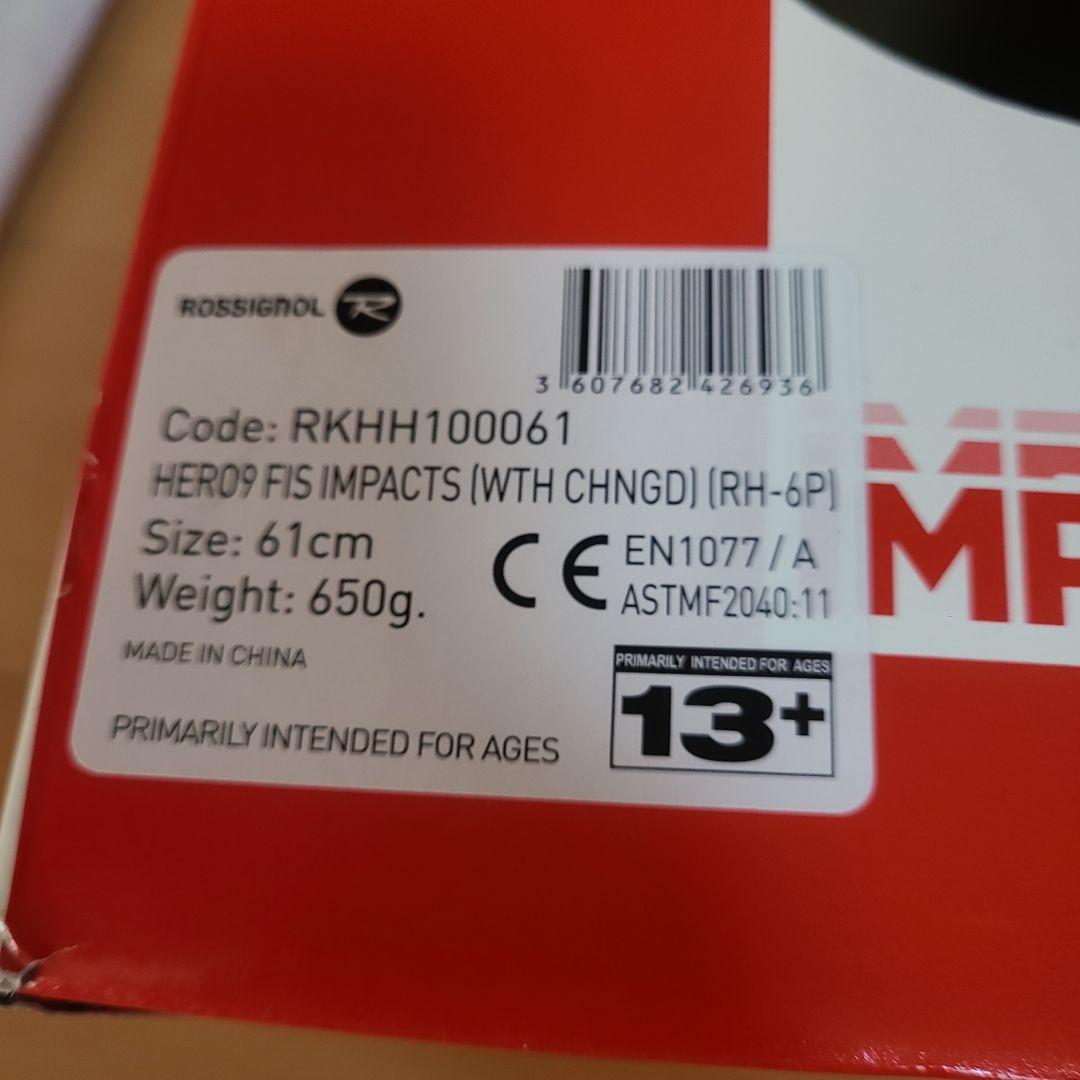 ROSSIGNOL R
3 607682 426936
Code: RKHH100061
HERO9 FIS IMPACTS (WTH CHNGD) (RH-6P)
Size: 61cm
Weight: 650g.
CE EN1077 / A
ASTMF2040:11
MADE IN CHINA
PRIMARILY INTENDED FOR AGES
PRIMARILY INTENDED FOR AGES
13+